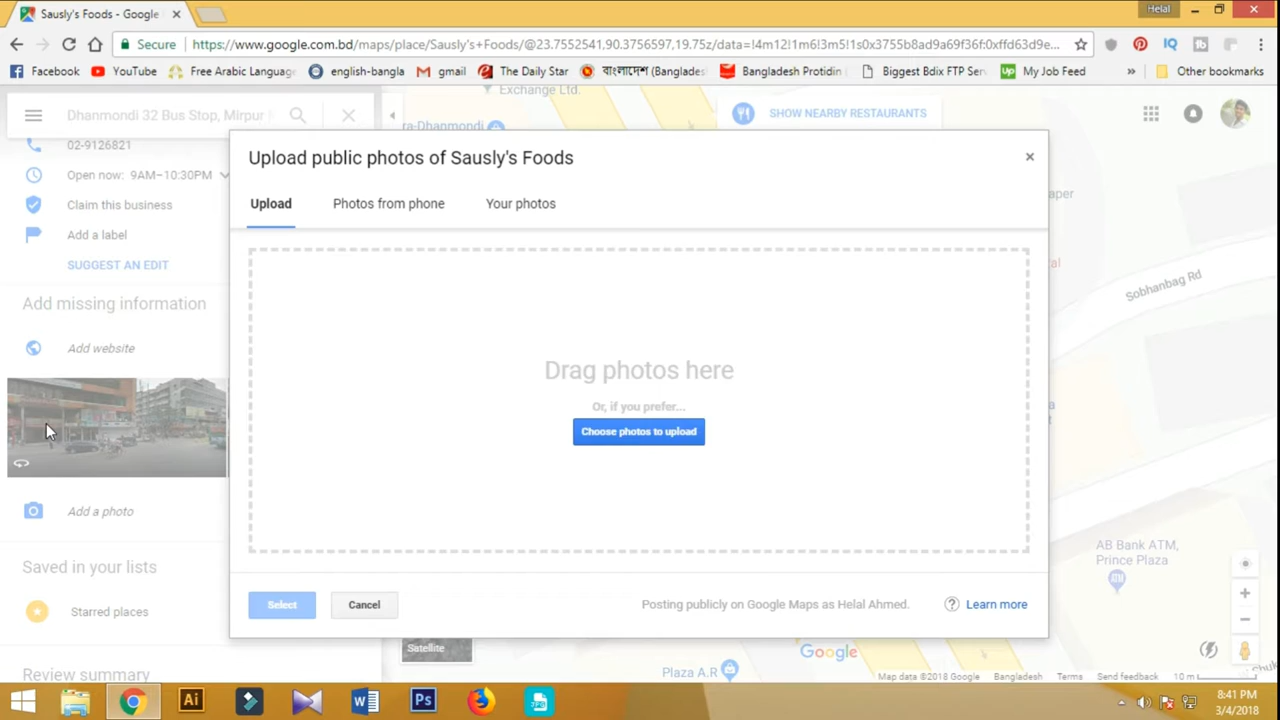 Sausly's Foods - Google
Helal
Secure
https://www.google.com.bd/maps/place/Sausly's+Foods/@23.7552541,90.3756597,19.75z/data=!4m12!1m6!3m5!1s0x3755b8ad9a69f36f:0xffd63d9e...
Facebook
YouTube
Free Arabic Language
english-bangla
gmail
The Daily Star
বাংলাদেশ (Banglades
Bangladesh Protidin
Biggest Bdix FTP Serv
My Job Feed
»
Other bookmarks
Dhanmondi 32 Bus Stop, Mirpur
Exchange Ltd.
ra-Dhanmondi
SHOW NEARBY RESTAURANTS
02-9126821
Open now: 9AM–10:30PM
Claim this business
Add a label
SUGGEST AN EDIT
Add missing information
Add website
Add a photo
Saved in your lists
Starred places
Review summary
Upload public photos of Sausly's Foods
Upload
Photos from phone
Your photos
Drag photos here
Or, if you prefer...
Choose photos to upload
Select
Cancel
Posting publicly on Google Maps as Helal Ahmed.
Learn more
Sobhanbag Rd
AB Bank ATM,
Prince Plaza
ATM
Satellite
Google
Plaza A.R
Map data ©2018 Google
Bangladesh
Terms
Send feedback
10 m
Ai
Ps
8:41 PM
3/4/2018